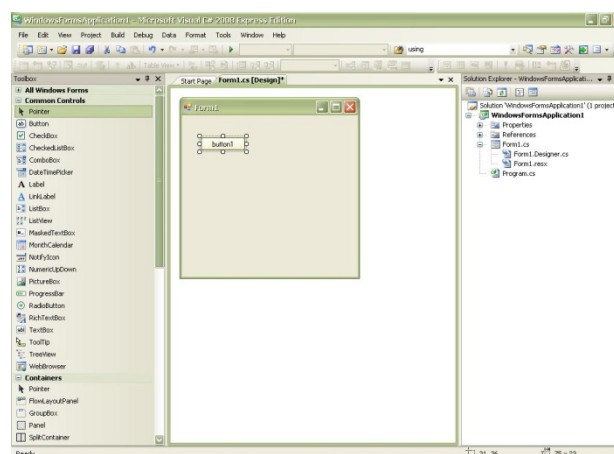 WindowsFormsApplication1 - Microsoft Visual C# 2008 Express Edition
File Edit View Project Build Debug Data Format Tools Window Help
using
Toolbox
Start Page Form1.cs [Design]*
Solution Explorer - WindowsFormsApplicati...
All Windows Forms
Common Controls
Pointer
Button
CheckBox
CheckedListBox
ComboBox
DateTimePicker
Label
LinkLabel
ListBox
ListView
MaskedTextBox
MonthCalendar
NotifyIcon
NumericUpDown
PictureBox
ProgressBar
RadioButton
RichTextBox
TextBox
ToolTip
TreeView
WebBrowser
Containers
Pointer
FlowLayoutPanel
GroupBox
Panel
SplitContainer
Form1
button1
Solution 'WindowsFormsApplication1' (1 project
WindowsFormsApplication1
Properties
References
Form1.cs
Form1.Designer.cs
Form1.resx
Program.cs
Ready